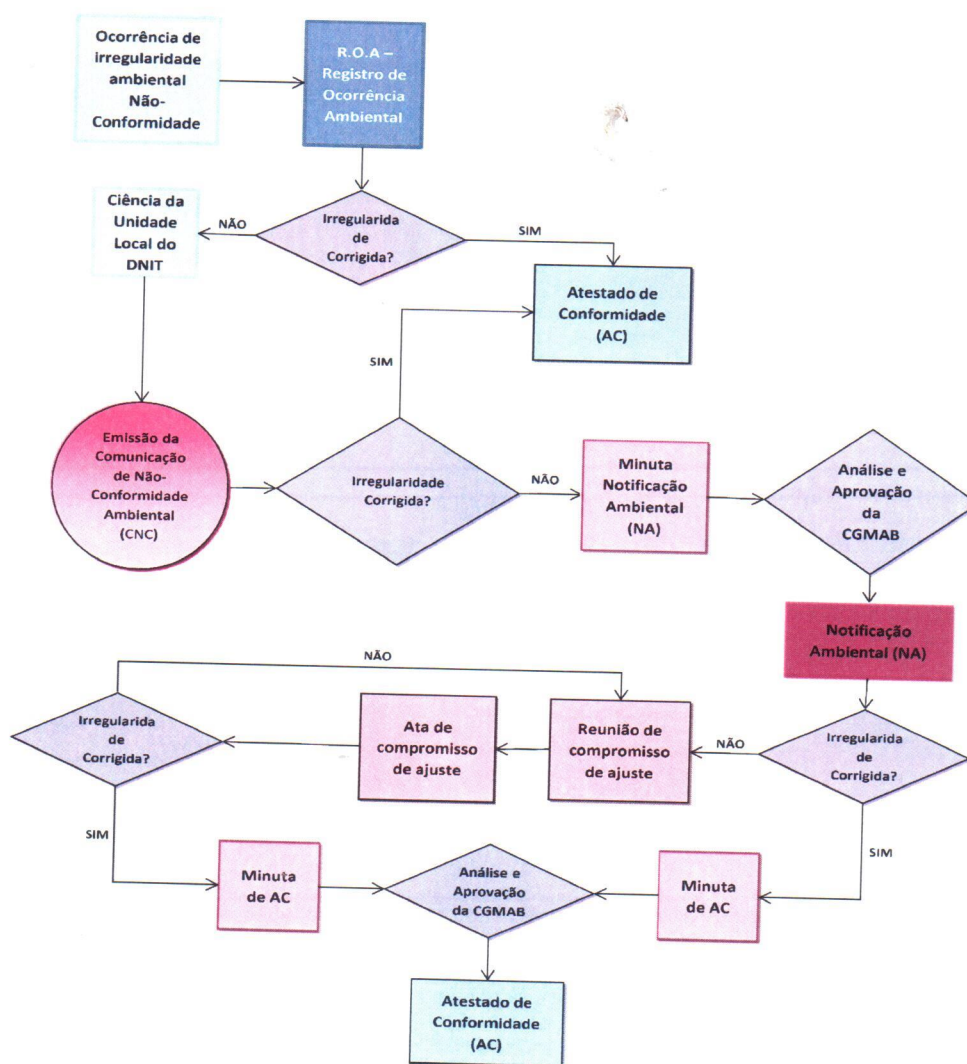 Ocorrência de
irregularidade
ambiental
Não-
Conformidade
R.O.A –
Registro de
Ocorrência
Ambiental
Ciência da
Unidade
Local do
DNIT
NÃO
Irregularida
de
Corrigida?
SIM
Atestado de
Conformidade
(AC)
SIM
Emissão da
Comunicação
de Não-
Conformidade
Ambiental
(CNC)
Irregularidade
Corrigida?
NÃO
Minuta
Notificação
Ambiental
(NA)
Análise e
Aprovação
da
CGMAB
Notificação
Ambiental (NA)
NÃO
Irregularida
de
Corrigida?
Ata de
compromisso
de ajuste
Reunião de
compromisso
de ajuste
NÃO
Irregularida
de
Corrigida?
SIM
SIM
Minuta
de AC
Análise e
Aprovação
da CGMAB
Minuta
de AC
Atestado de
Conformidade
(AC)